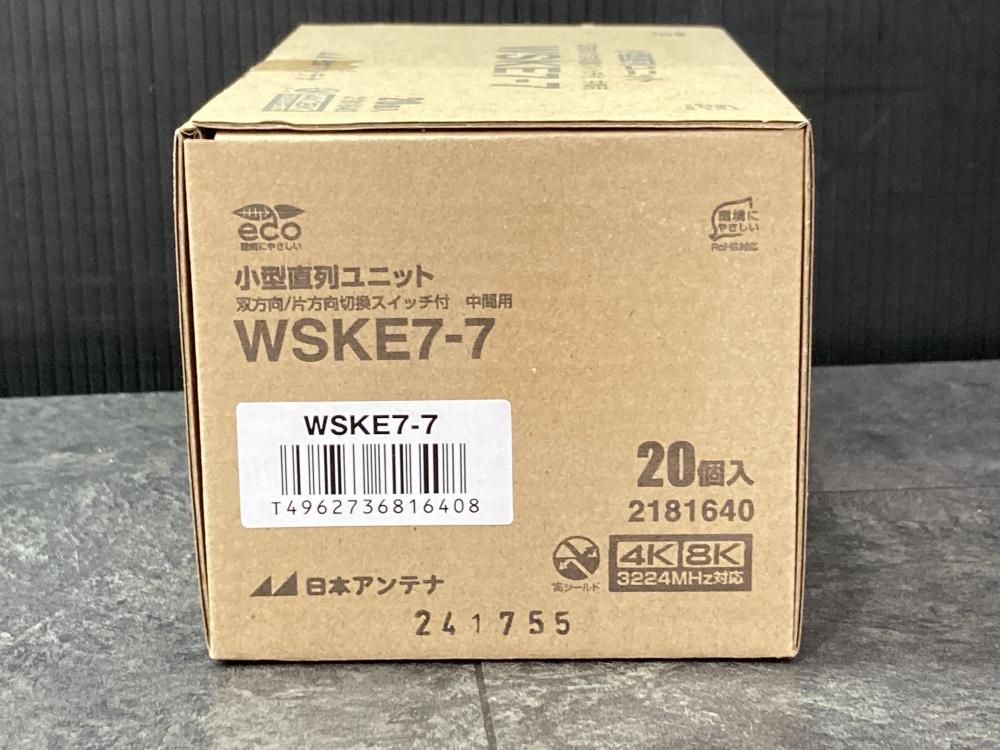 WSKE7-7
eco
環境にやさしい
環境に
やさしい
RoHS対応
小型直列ユニット
双方向/片方向切換スイッチ付 中間用
WSKE7-7
WSKE7-7
T4962736816408
20個入
2181640
高シールド
4K 8K
3224MHz対応
日本アンテナ
241755